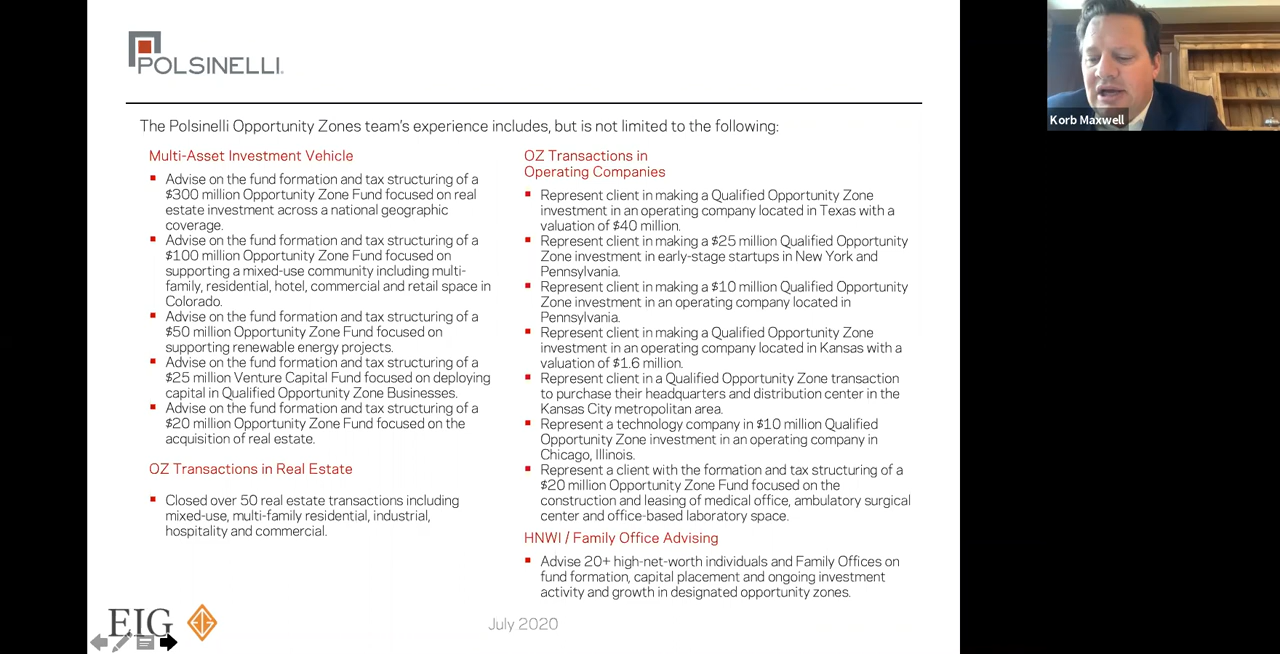 POLSINELLI
The Polsinelli Opportunity Zones team's experience includes, but is not limited to the following:
Multi-Asset Investment Vehicle
Advise on the fund formation and tax structuring of a
$300 million Opportunity Zone Fund focused on real
estate investment across a national geographic
coverage.
Advise on the fund formation and tax structuring of a
$100 million Opportunity Zone Fund focused on
supporting a mixed-use community including multi-
family, residential, hotel, commercial and retail space in
Colorado.
Advise on the fund formation and tax structuring of a
$50 million Opportunity Zone Fund focused on
supporting renewable energy projects.
Advise on the fund formation and tax structuring of a
$25 million Venture Capital Fund focused on deploying
capital in Qualified Opportunity Zone Businesses.
Advise on the fund formation and tax structuring of a
$20 million Opportunity Zone Fund focused on the
acquisition of real estate.
OZ Transactions in Real Estate
Closed over 50 real estate transactions including
mixed-use, multi-family residential, industrial,
hospitality and commercial.
OZ Transactions in
Operating Companies
Represent client in making a Qualified Opportunity Zone
investment in an operating company located in Texas with a
valuation of $40 million.
Represent client in making a $25 million Qualified Opportunity
Zone investment in early-stage startups in New York and
Pennsylvania.
Represent client in making a $10 million Qualified Opportunity
Zone investment in an operating company located in
Pennsylvania.
Represent client in making a Qualified Opportunity Zone
investment in an operating company located in Kansas with a
valuation of $1.6 million.
Represent client in a Qualified Opportunity Zone transaction
to purchase their headquarters and distribution center in the
Kansas City metropolitan area.
Represent a technology company in $10 million Qualified
Opportunity Zone investment in an operating company in
Chicago, Illinois.
Represent a client with the formation and tax structuring of a
$20 million Opportunity Zone Fund focused on the
construction and leasing of medical office, ambulatory surgical
center and office-based laboratory space.
HNWI / Family Office Advising
Advise 20+ high-net-worth individuals and Family Offices on
fund formation, capital placement and ongoing investment
activity and growth in designated opportunity zones.
EIG
July 2020
Korb Maxwell